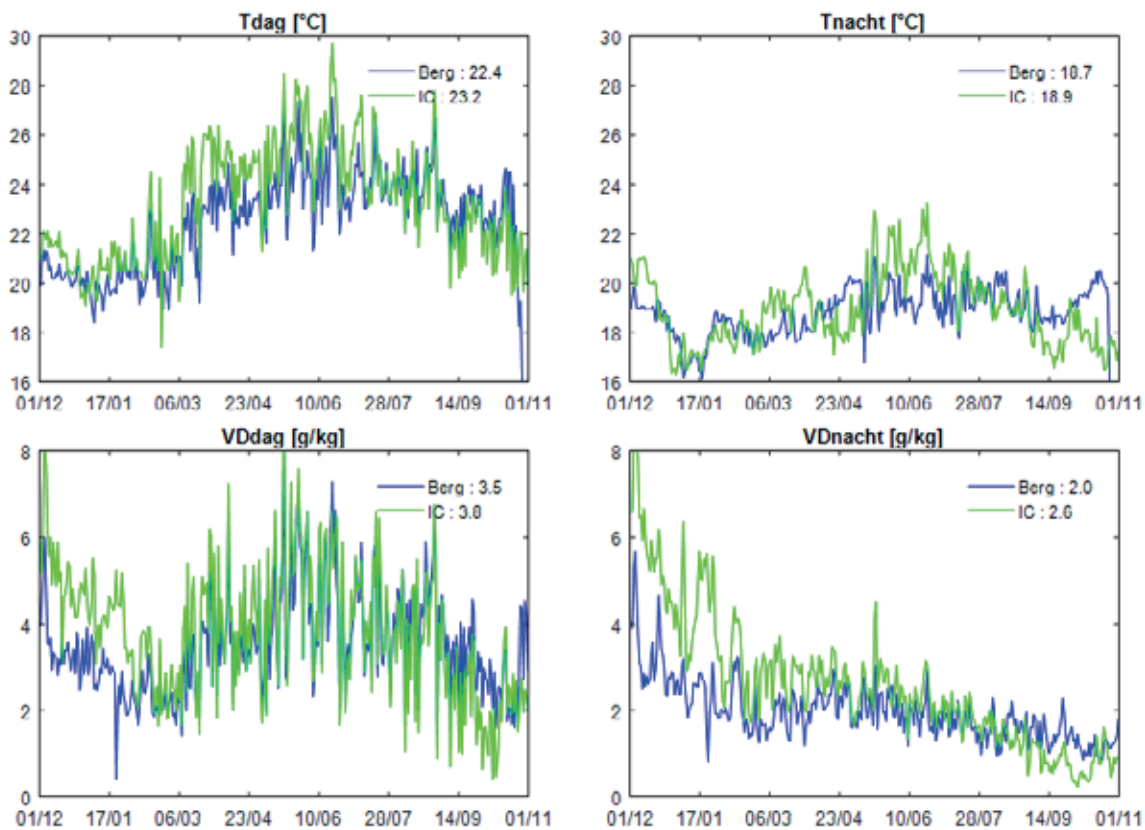 Tdag [°C]
30
28
26
24
22
20
18
16
Berg : 22.4
IC : 23.2
01/12 17/01 06/03 23/04 10/06 28/07 14/09 01/11
Tnacht [°C]
30
28
26
24
22
20
18
16
Berg : 18.7
IC : 18.9
01/12 17/01 06/03 23/04 10/06 28/07 14/09 01/11
VDdag [g/kg]
8
6
4
2
0
Berg : 3.5
IC : 3.8
01/12 17/01 06/03 23/04 10/06 28/07 14/09 01/11
VDnacht [g/kg]
8
6
4
2
0
Berg : 2.0
IC : 2.6
01/12 17/01 06/03 23/04 10/06 28/07 14/09 01/11